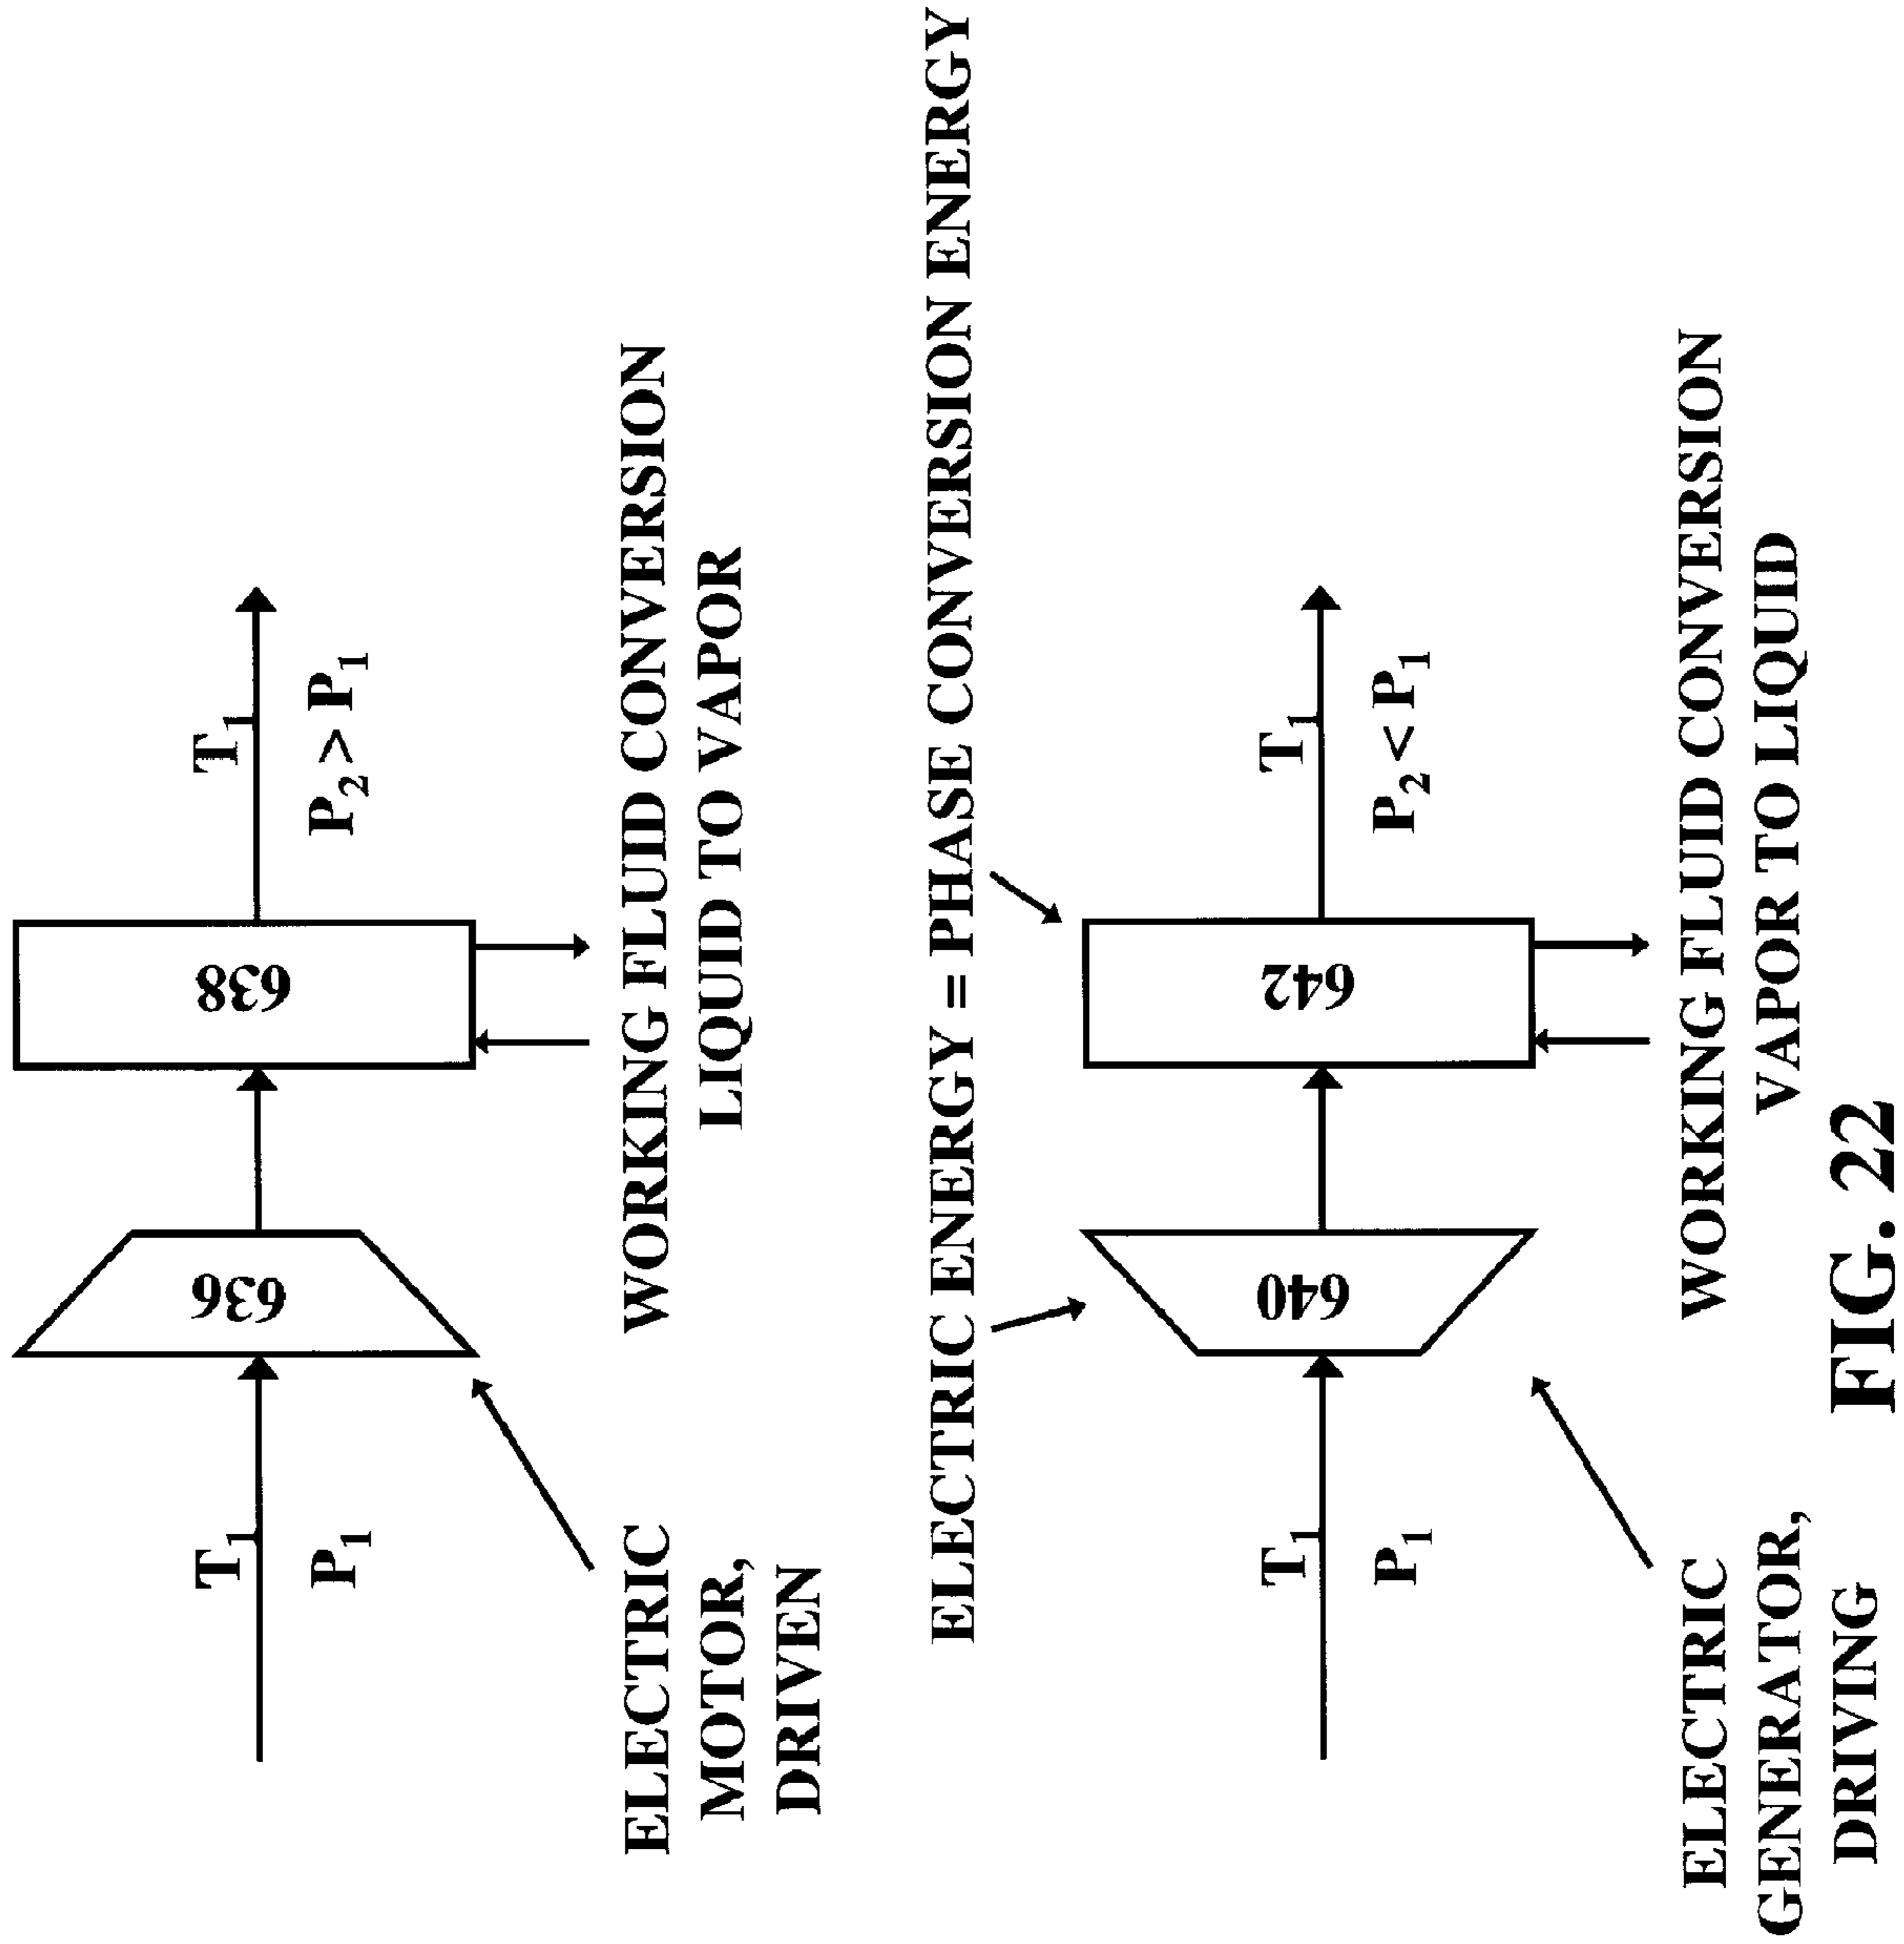 T1
P1
636
638
T1
P2 > P1
ELECTRIC
MOTOR,
DRIVEN
WORKING FLUID CONVERSION
LIQUID TO VAPOR
ELECTRIC ENERGY = PHASE CONVERSION ENERGY
T1
P1
640
642
T1
P2 < P1
ELECTRIC
GENERATOR,
DRIVING
WORKING FLUID CONVERSION
VAPOR TO LIQUID
FIG. 22